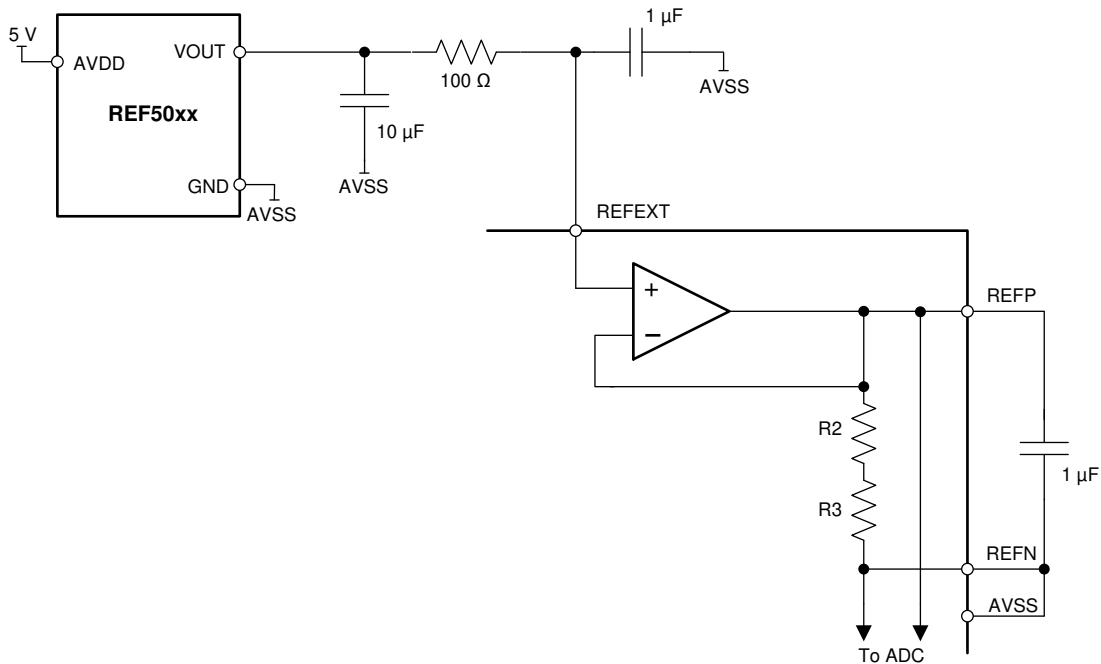 5 V
AVDD
VOUT
REF50xx
GND
AVSS
10 µF
AVSS
100 Ω
1 µF
AVSS
REFEXT
+
−
REFP
R2
R3
1 µF
REFN
AVSS
To ADC